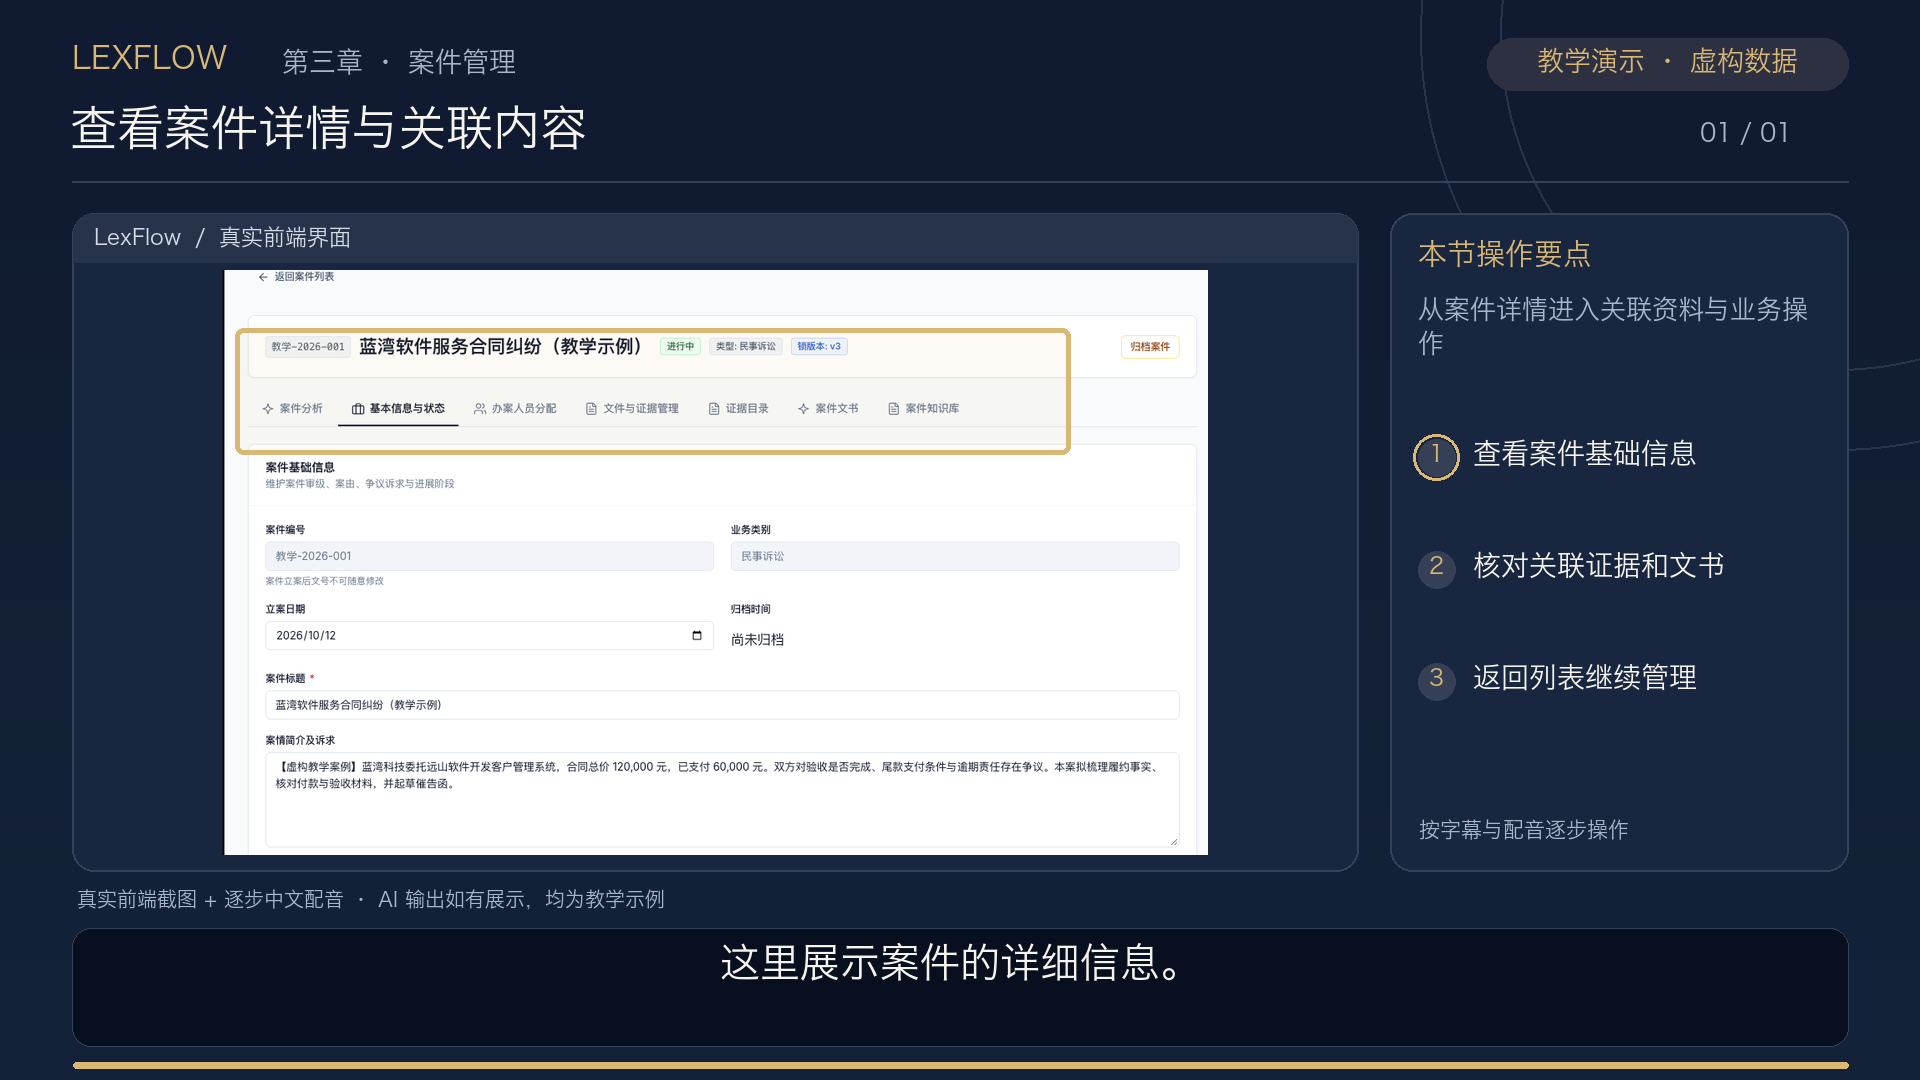 LEXFLOW 第三章 · 案件管理
教学演示 · 虚构数据
查看案件详情与关联内容
01 / 01
LexFlow / 真实前端界面
← 返回案件列表
教学-2026-001 蓝湾软件服务合同纠纷（教学示例） 进行中 类型: 民事诉讼 锁版本: v3 归档案件
案件分析 基本信息与状态 办案人员分配 文件与证据管理 证据目录 案件文书 案件知识库
案件基础信息
维护案件审级、案由、争议诉求与进展阶段
案件编号 业务类别
教学-2026-001 民事诉讼
案件立案后文号不可随意修改
立案日期 归档时间
2026/10/12 尚未归档
案件标题 *
蓝湾软件服务合同纠纷（教学示例）
案情简介及诉求
【虚构教学案例】蓝湾科技委托远山软件开发客户管理系统，合同总价 120,000 元，已支付 60,000 元。双方对验收是否完成、尾款支付条件与逾期责任存在争议。本案拟梳理履约事实、
核对付款与验收材料，并起草催告函。
本节操作要点
从案件详情进入关联资料与业务操
作
1 查看案件基础信息
2 核对关联证据和文书
3 返回列表继续管理
按字幕与配音逐步操作
真实前端截图 + 逐步中文配音 · AI 输出如有展示，均为教学示例
这里展示案件的详细信息。